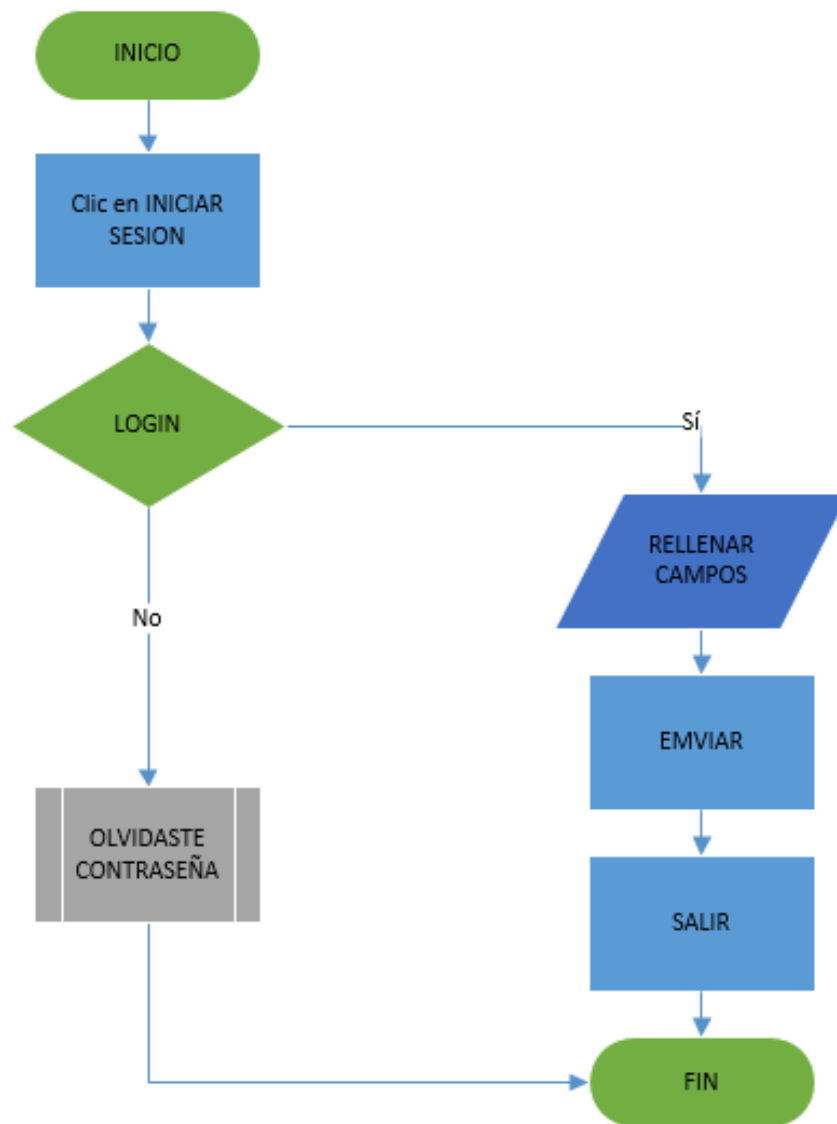 INICIO
Clic en INICIAR
SESION
LOGIN
Sí
RELLENAR
CAMPOS
No
EMVIAR
OLVIDASTE
CONTRASEÑA
SALIR
FIN